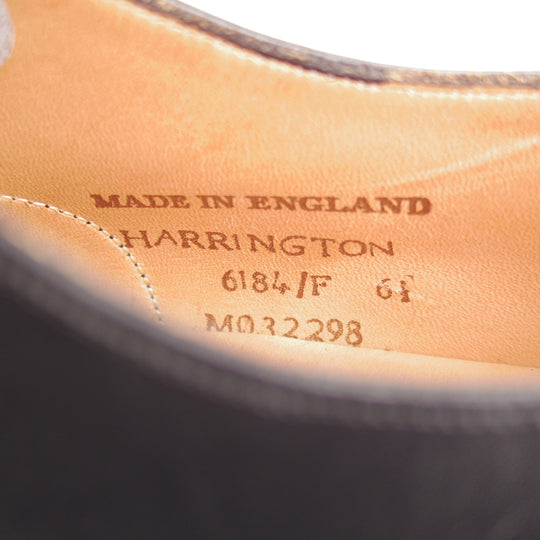 MADE IN ENGLAND
HARRINGTON
6184/F 6½
M032298